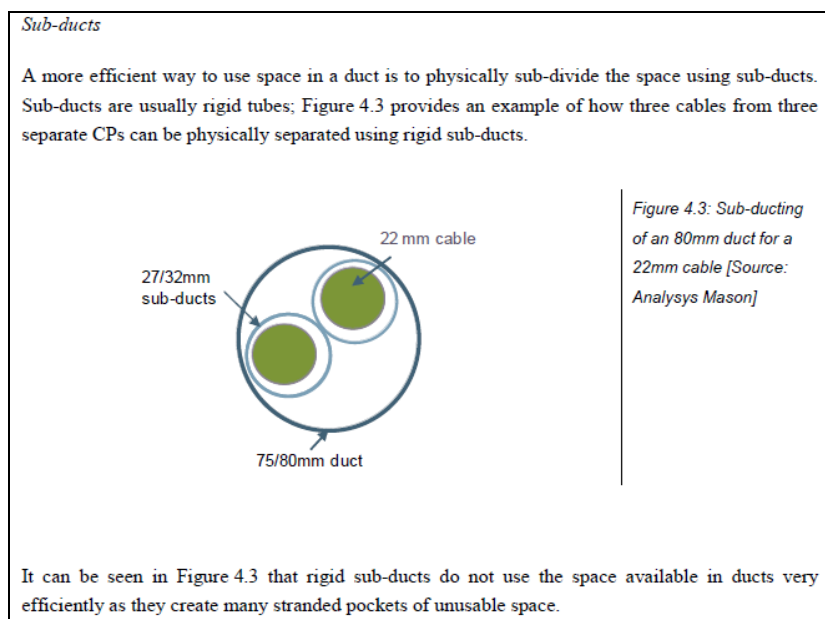 Sub-ducts
A more efficient way to use space in a duct is to physically sub-divide the space using sub-ducts.
Sub-ducts are usually rigid tubes; Figure 4.3 provides an example of how three cables from three
separate CPs can be physically separated using rigid sub-ducts.
22 mm cable
27/32mm
sub-ducts
75/80mm duct
Figure 4.3: Sub-ducting
of an 80mm duct for a
22mm cable [Source:
Analysys Mason]
It can be seen in Figure 4.3 that rigid sub-ducts do not use the space available in ducts very
efficiently as they create many stranded pockets of unusable space.